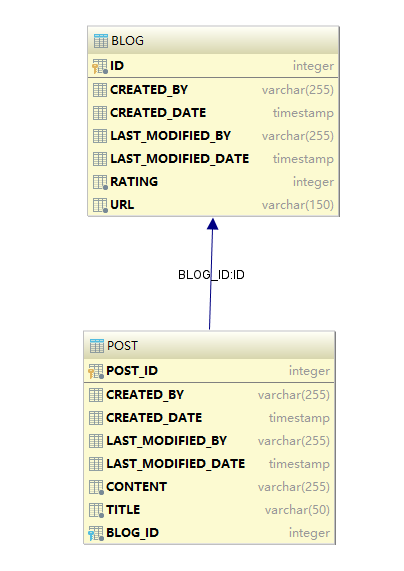 BLOG
ID integer
CREATED_BY varchar(255)
CREATED_DATE timestamp
LAST_MODIFIED_BY varchar(255)
LAST_MODIFIED_DATE timestamp
RATING integer
URL varchar(150)
BLOG_ID:ID
POST
POST_ID integer
CREATED_BY varchar(255)
CREATED_DATE timestamp
LAST_MODIFIED_BY varchar(255)
LAST_MODIFIED_DATE timestamp
CONTENT varchar(255)
TITLE varchar(50)
BLOG_ID integer